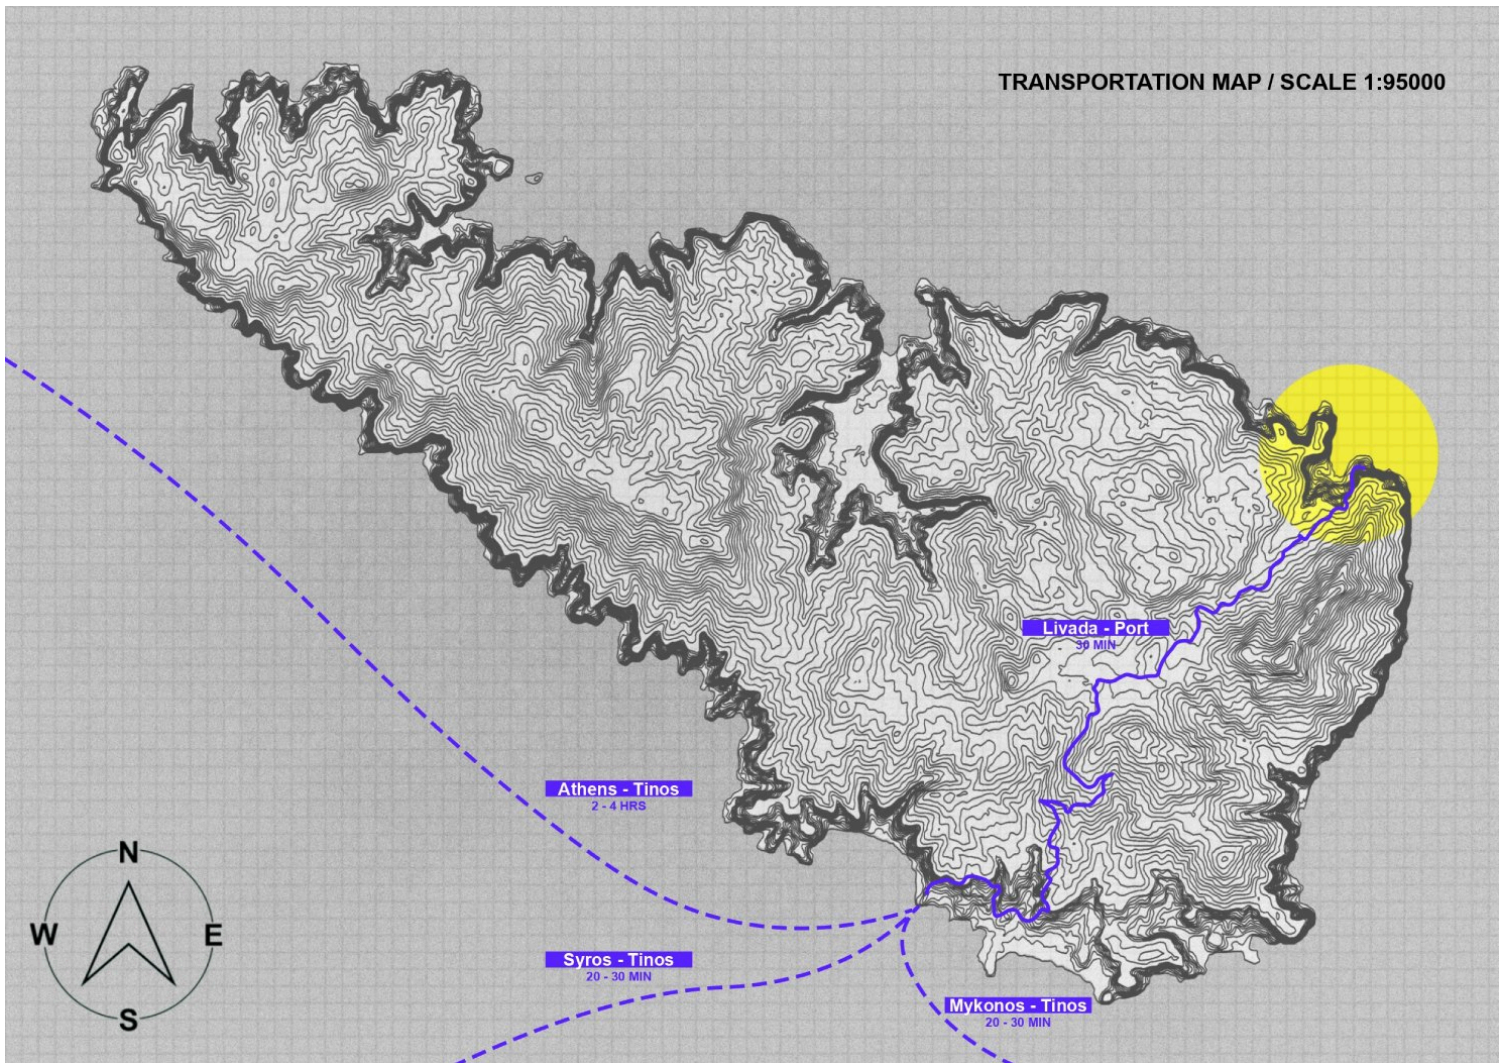 TRANSPORTATION MAP / SCALE 1:95000
Livada - Port
30 MIN
Athens - Tinos
2 - 4 HRS
N
W
E
S
Syros - Tinos
20 - 30 MIN
Mykonos - Tinos
20 - 30 MIN